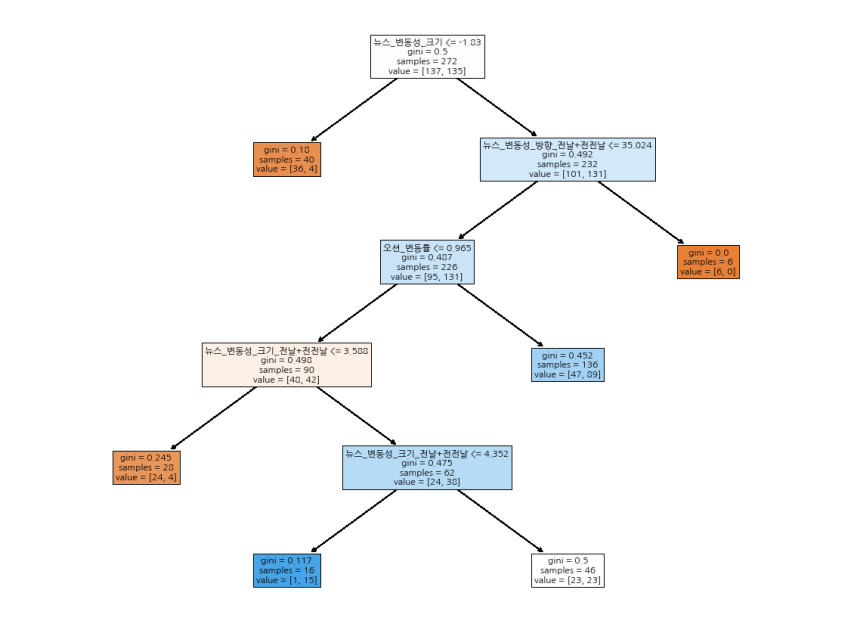 뉴스_변동성_크기 <= -1.83
gini = 0.5
samples = 272
value = [137, 135]
gini = 0.18
samples = 40
value = [36, 4]
뉴스_변동성_방향_전날+전전날 <= 35.024
gini = 0.492
samples = 232
value = [101, 131]
오션_변동률 <= 0.965
gini = 0.487
samples = 226
value = [95, 131]
gini = 0.0
samples = 6
value = [6, 0]
뉴스_변동성_크기_전날+전전날 <= 3.588
gini = 0.498
samples = 90
value = [48, 42]
gini = 0.452
samples = 136
value = [47, 89]
gini = 0.245
samples = 28
value = [24, 4]
뉴스_변동성_크기_전날+전전날 <= 4.352
gini = 0.475
samples = 62
value = [24, 38]
gini = 0.117
samples = 16
value = [1, 15]
gini = 0.5
samples = 46
value = [23, 23]